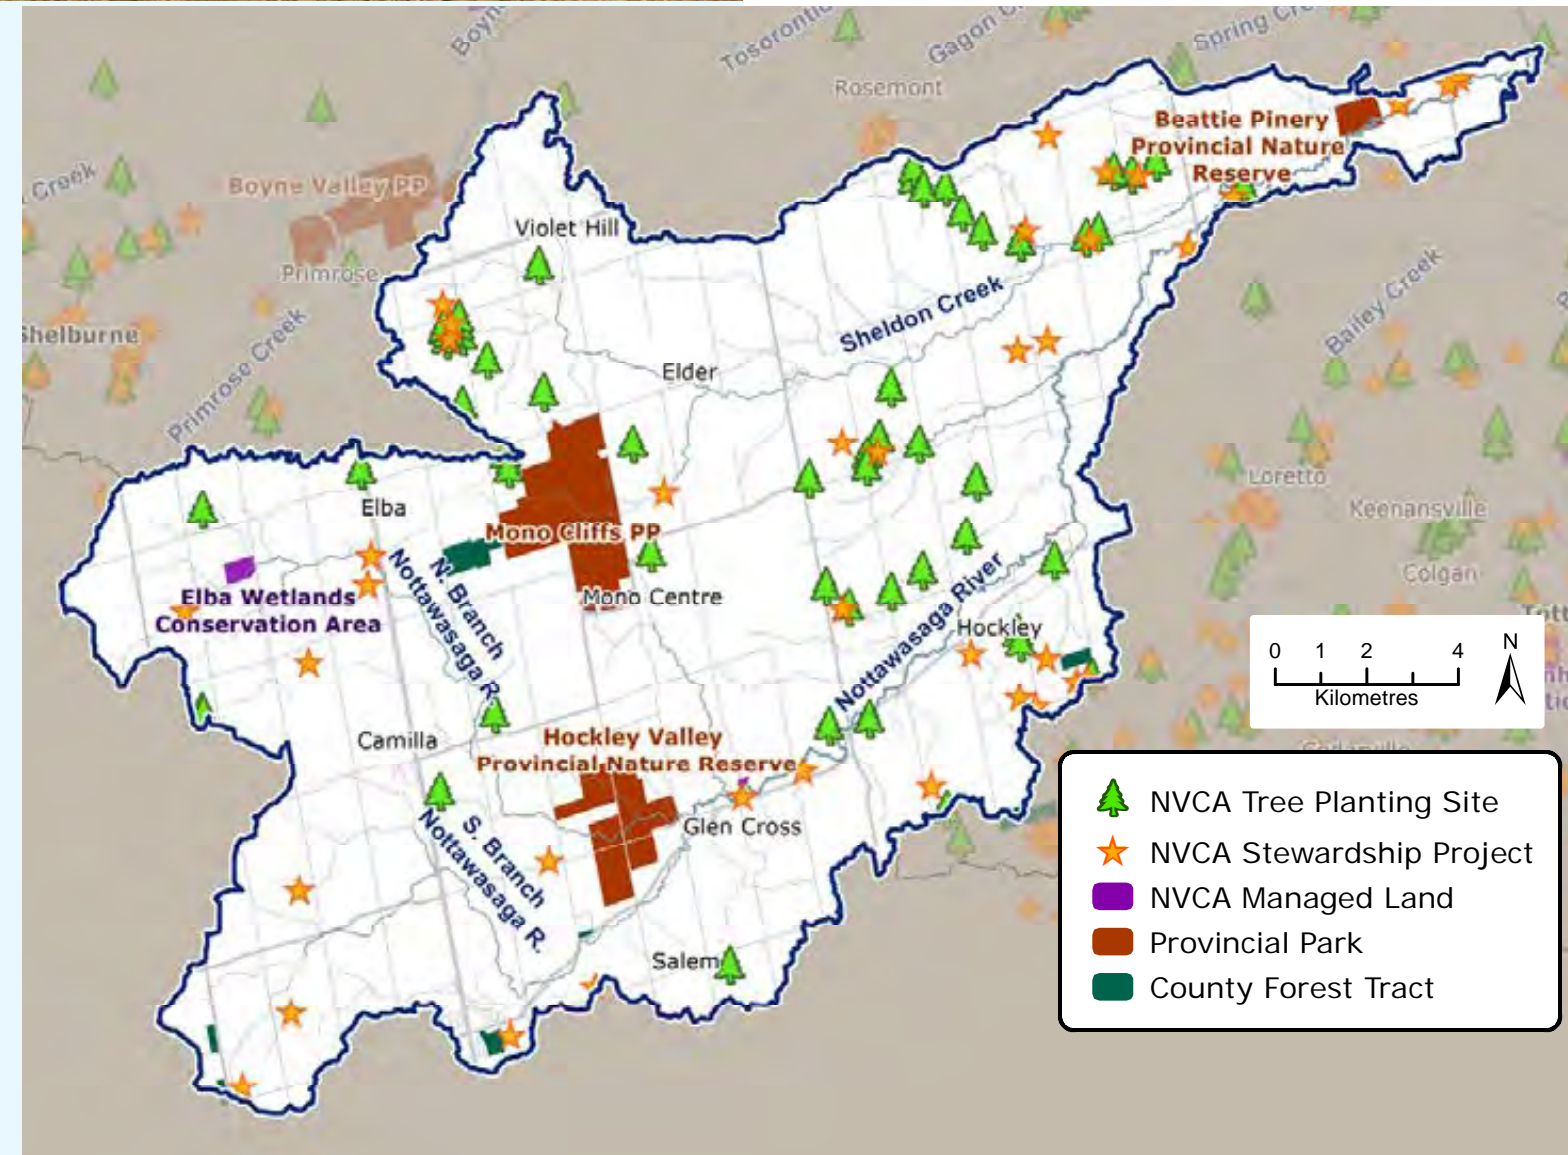 Boyn
Tosorontio
Gagon C
Spring Cre
Rosemont
Beattie Pinery
Provincial Nature
Reserve
Creek
Boyne Valley PP
Violet Hill
Primrose
Shelburne
Primrose Creek
Sheldon Creek
Bailey Creek
Elder
Loretto
Elba
Keenansville
Mono Cliffs PP
Colgan
N. Branch
Nottawasaga R.
Elba Wetlands
Conservation Area
Mono Centre
Nottawasaga River
Hockley
Tott
0 1 2 4
Kilometres
N
Camilla
Hockley Valley
Provincial Nature Reserve
Glen Cross
S. Branch
Nottawasaga R.
Salem
NVCA Tree Planting Site
NVCA Stewardship Project
NVCA Managed Land
Provincial Park
County Forest Tract